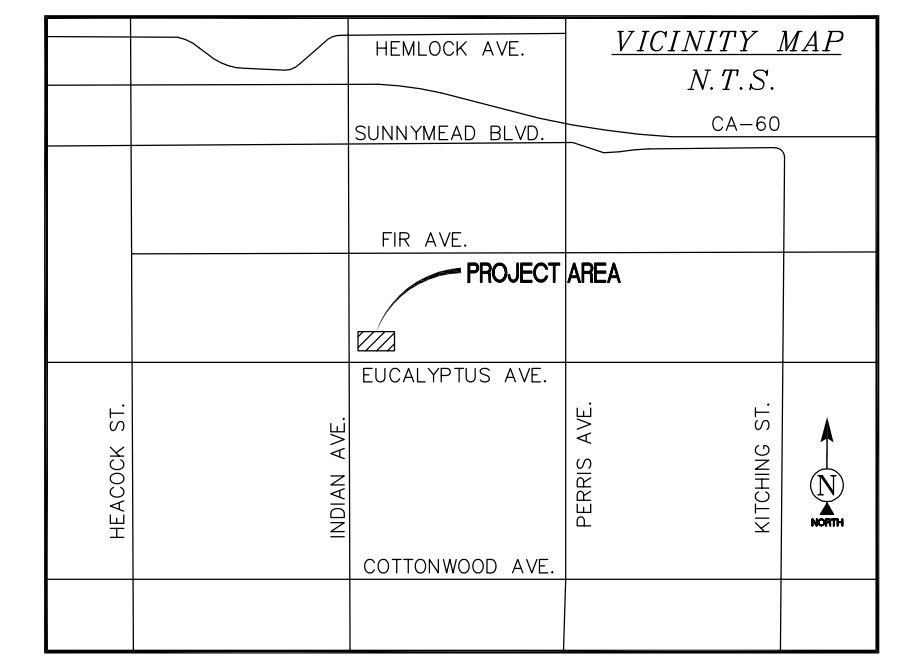 VICINITY MAP
N.T.S.
HEMLOCK AVE.
CA-60
SUNNYMEAD BLVD.
FIR AVE.
PROJECT AREA
EUCALYPTUS AVE.
HEACOCK ST.
INDIAN AVE.
PERRIS AVE.
KITCHING ST.
N
NORTH
COTTONWOOD AVE.